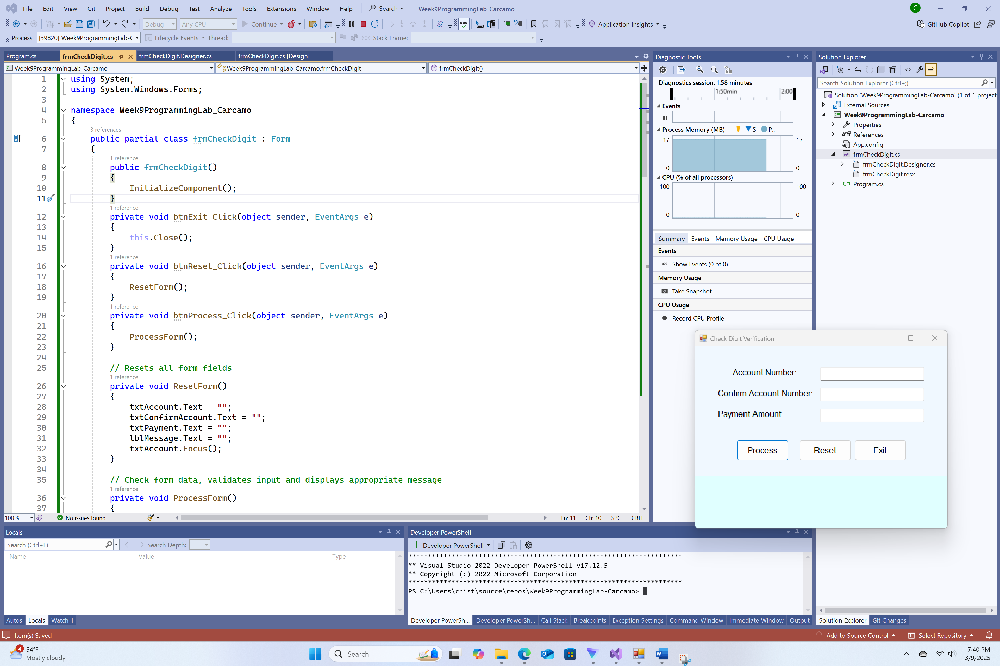 File Edit View Git Project Build Debug Test Analyze Tools Extensions Window Help Search Week9ProgrammingLab-Carcamo C
Debug Any CPU Continue abc Application Insights GitHub Copilot
Process: [39820] Week9ProgrammingLab-C Lifecycle Events Thread: Stack Frame:
Program.cs frmCheckDigit.cs frmCheckDigit.Designer.cs frmCheckDigit.cs [Design]
Week9ProgrammingLab-Carcamo Week9ProgrammingLab_Carcamo.frmCheckDigit frmCheckDigit()
1 using System;
2 using System.Windows.Forms;
3
4 namespace Week9ProgrammingLab_Carcamo
5 {
3 references
6 public partial class frmCheckDigit : Form
7 {
1 reference
8 public frmCheckDigit()
9 {
10 InitializeComponent();
11 }
1 reference
12 private void btnExit_Click(object sender, EventArgs e)
13 {
14 this.Close();
15 }
1 reference
16 private void btnReset_Click(object sender, EventArgs e)
17 {
18 ResetForm();
19 }
1 reference
20 private void btnProcess_Click(object sender, EventArgs e)
21 {
22 ProcessForm();
23 }
24
25 // Resets all form fields
1 reference
26 private void ResetForm()
27 {
28 txtAccount.Text = "";
29 txtConfirmAccount.Text = "";
30 txtPayment.Text = "";
31 lblMessage.Text = "";
32 txtAccount.Focus();
33 }
34
35 // Check form data, validates input and displays appropriate message
1 reference
36 private void ProcessForm()
37 {
100 % No issues found Ln: 11 Ch: 10 SPC CRLF
Diagnostic Tools
Diagnostics session: 1:58 minutes
1:50min 2:00
Events
Process Memory (MB) S P..
17 17
0 0
CPU (% of all processors)
100 100
0 0
Summary Events Memory Usage CPU Usage
Events
Show Events (0 of 0)
Memory Usage
Take Snapshot
CPU Usage
Record CPU Profile
Solution Explorer
Search Solution Explorer (Ctrl+;)
Solution 'Week9ProgrammingLab-Carcamo' (1 of 1 project
External Sources
C# Week9ProgrammingLab-Carcamo
Properties
References
App.config
frmCheckDigit.cs
frmCheckDigit.Designer.cs
frmCheckDigit.resx
C# Program.cs
Check Digit Verification
Account Number:
Confirm Account Number:
Payment Amount:
Process Reset Exit
Locals
Search (Ctrl+E) Search Depth:
Name Value Type
Autos Locals Watch 1
Developer PowerShell
Developer PowerShell
**********************************************************************
** Visual Studio 2022 Developer PowerShell v17.12.5
** Copyright (c) 2022 Microsoft Corporation
**********************************************************************
PS C:\Users\crist\source\repos\Week9ProgrammingLab-Carcamo>
Developer PowerSh... Developer PowerSh... Call Stack Breakpoints Exception Settings Command Window Immediate Window Output
Solution Explorer Git Changes
Item(s) Saved Add to Source Control Select Repository
4 54°F
Mostly cloudy
Search
7:40 PM
3/9/2025